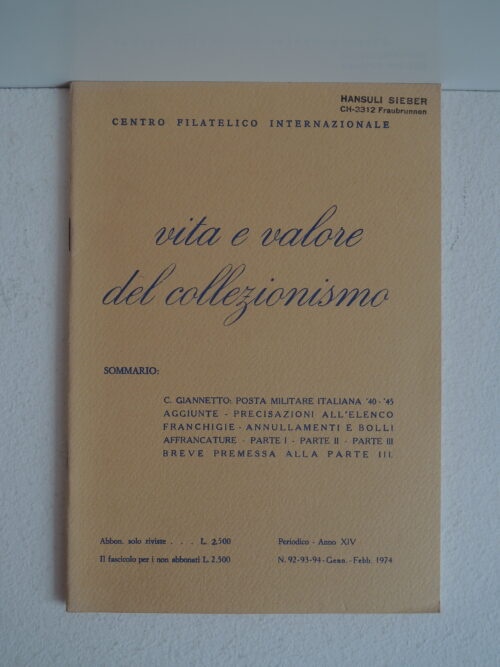 HANSULI SIEBER
CH-3312 Fraubrunnen
CENTRO FILATELICO INTERNAZIONALE
vita e valore
del collezionismo
SOMMARIO:
C. GIANNETTO: POSTA MILITARE ITALIANA '40 - '45
AGGIUNTE - PRECISAZIONI ALL'ELENCO
FRANCHIGIE - ANNULLAMENTI E BOLLI
AFFRANCATURE - PARTE I - PARTE II - PARTE III
BREVE PREMESSA ALLA PARTE III.
Abbon. solo riviste . . . L. 2.500 Periodico - Anno XIV
Il fascicolo per i non abbonati L. 2.500 N. 92-93-94 - Genn. - Febb. 1974